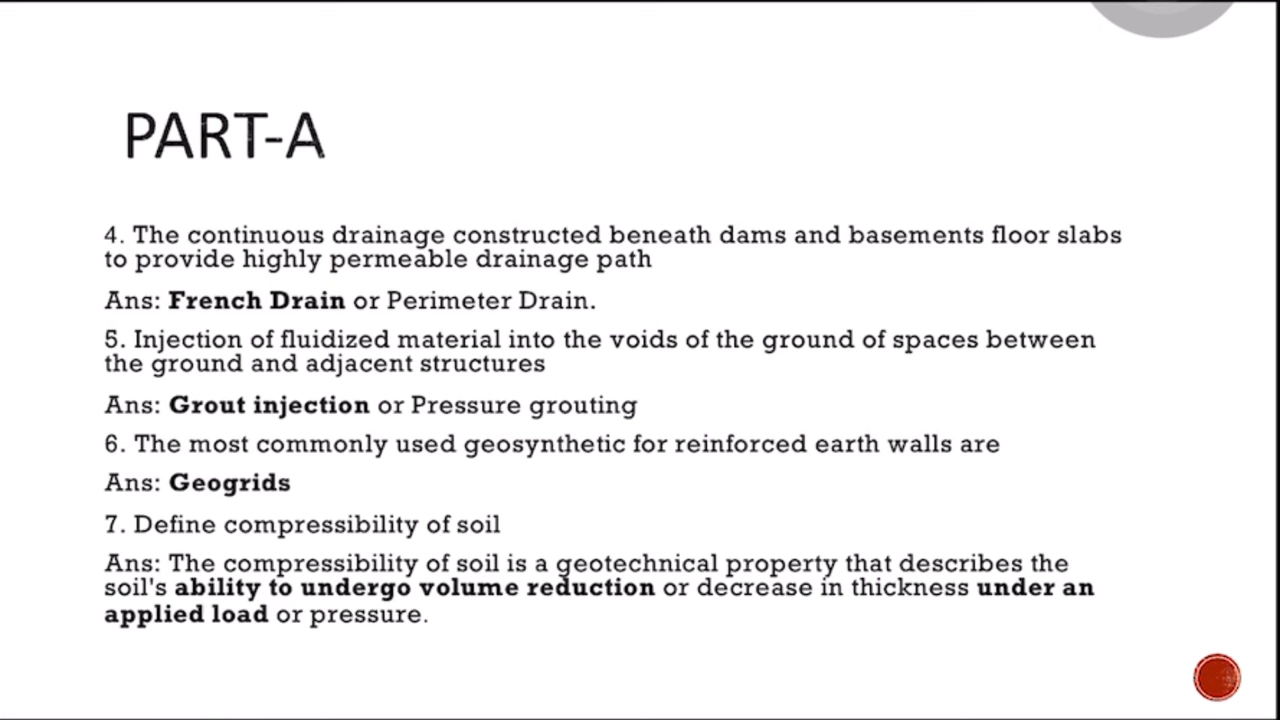 PART-A
4. The continuous drainage constructed beneath dams and basements floor slabs
to provide highly permeable drainage path
Ans: French Drain or Perimeter Drain.
5. Injection of fluidized material into the voids of the ground of spaces between
the ground and adjacent structures
Ans: Grout injection or Pressure grouting
6. The most commonly used geosynthetic for reinforced earth walls are
Ans: Geogrids
7. Define compressibility of soil
Ans: The compressibility of soil is a geotechnical property that describes the
soil's ability to undergo volume reduction or decrease in thickness under an
applied load or pressure.